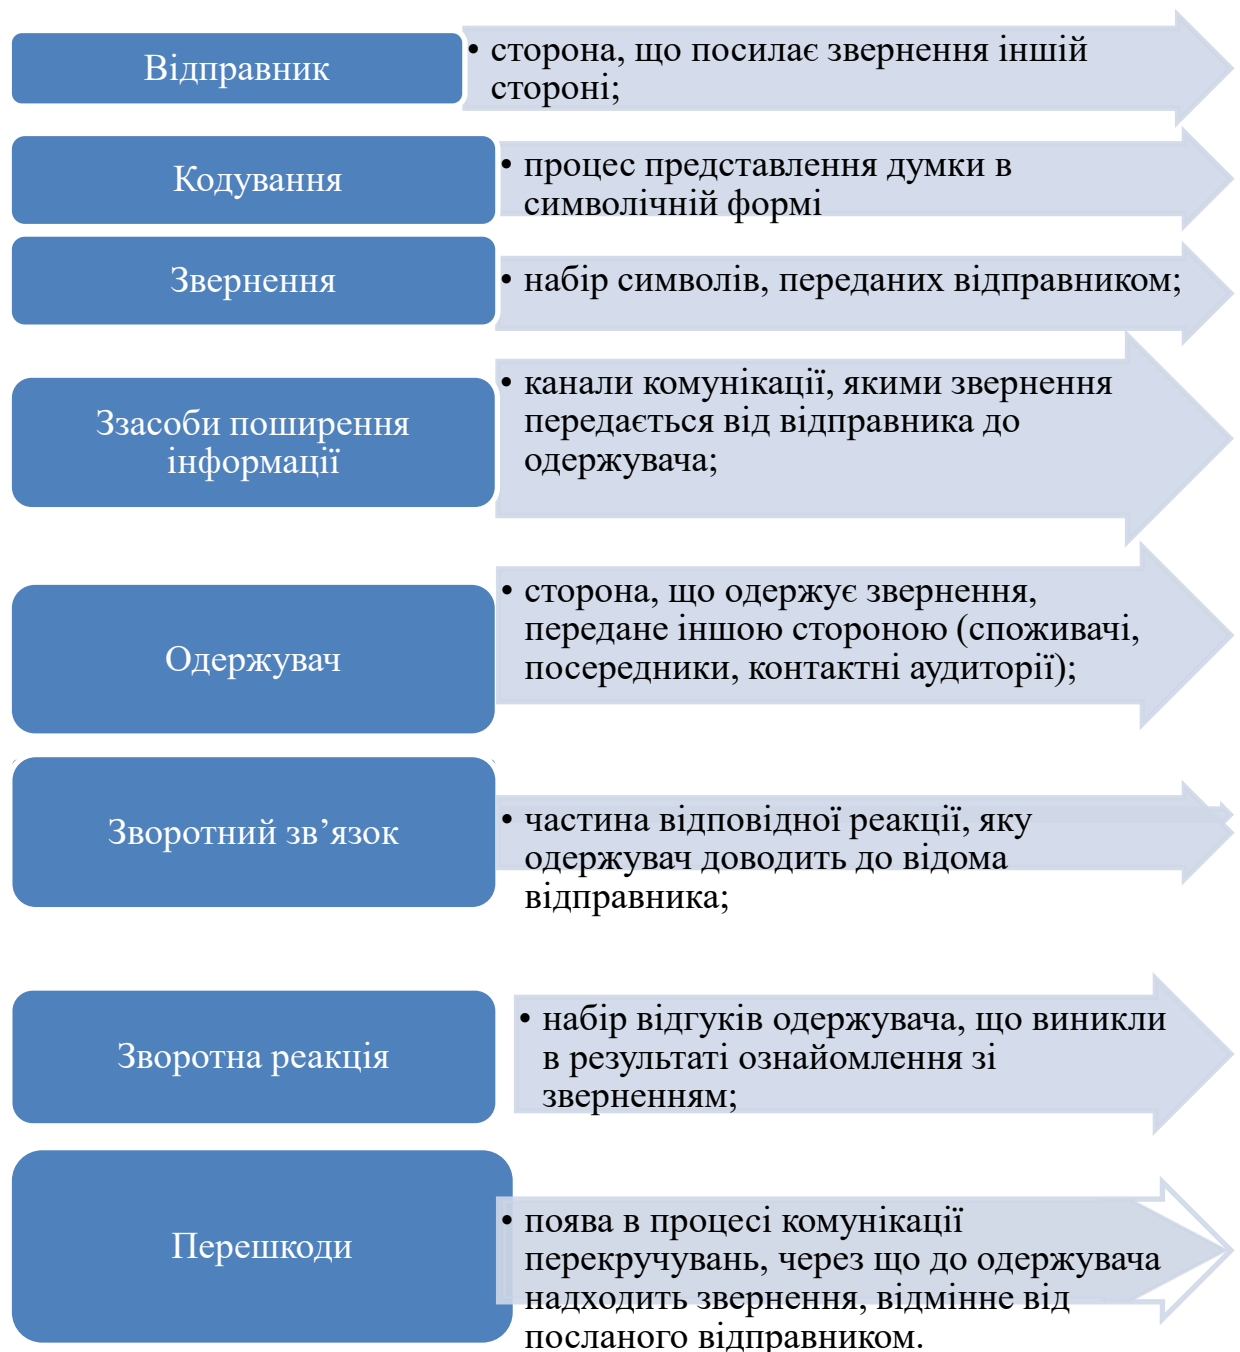 Відправник
• сторона, що посилає звернення іншій
стороні;
Кодування
• процес представлення думки в
символічній формі
Звернення
• набір символів, переданих відправником;
Ззасоби поширення
інформації
• канали комунікації, якими звернення
передається від відправника до
одержувача;
Одержувач
• сторона, що одержує звернення,
передане іншою стороною (споживачі,
посередники, контактні аудиторії);
Зворотний зв’язок
• частина відповідної реакції, яку
одержувач доводить до відома
відправника;
Зворотна реакція
• набір відгуків одержувача, що виникли
в результаті ознайомлення зі
зверненням;
Перешкоди
• поява в процесі комунікації
перекручувань, через що до одержувача
надходить звернення, відмінне від
посланого відправником.